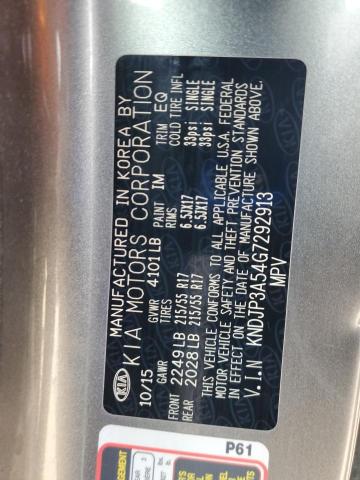 MANUFACTURED IN KOREA BY
KIA MOTORS CORPORATION
KIA
10/15 GVWR 4101LB PAINT IM TRIM EQ
GAWR TIRES RIMS COLD TIRE INFL
FRONT 2249LB 215/55 R17 6.5JX17 33psi SINGLE
REAR 2028LB 215/55 R17 6.5JX17 33psi SINGLE
THIS VEHICLE CONFORMS TO ALL APPLICABLE U.S.A. FEDERAL
MOTOR VEHICLE SAFETY AND THEFT PREVENTION STANDARDS
IN EFFECT ON THE DATE OF MANUFACTURE SHOWN ABOVE.
V.I.N KNDJP3A54G7292913
MPV
P61